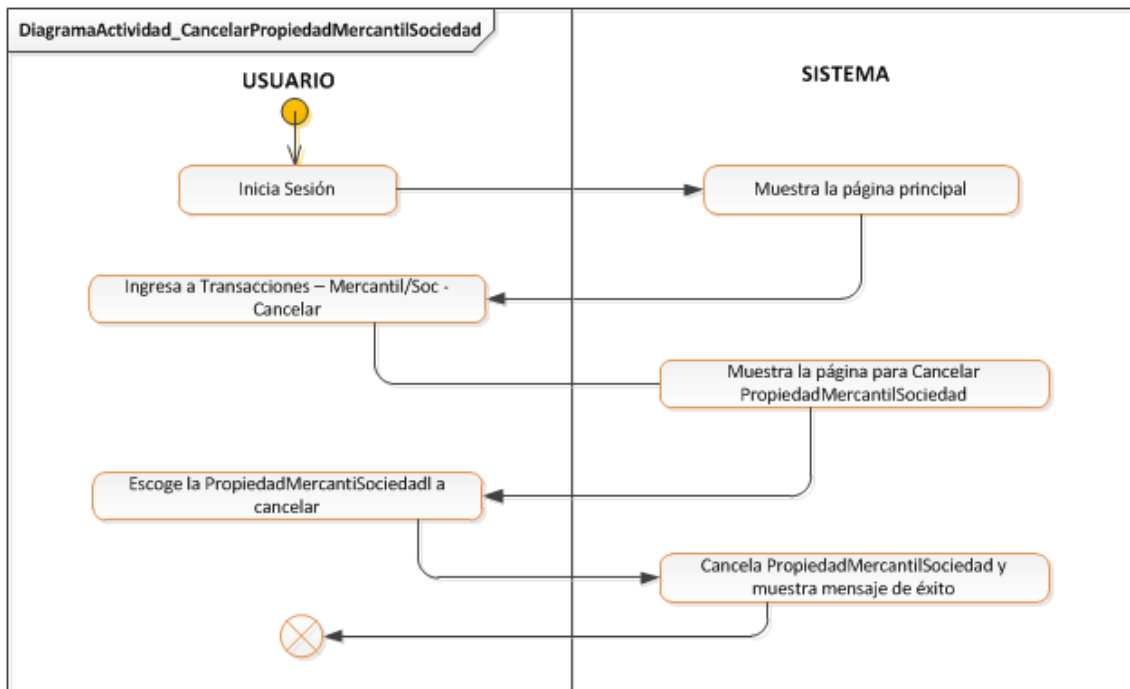 DiagramaActividad_CancelarPropiedadMercantilSociedad
USUARIO
SISTEMA
Inicia Sesión
Muestra la página principal
Ingresa a Transacciones – Mercantil/Soc -
Cancelar
Muestra la página para Cancelar
PropiedadMercantilSociedad
Escoge la PropiedadMercantiSociedadl a
cancelar
Cancela PropiedadMercantilSociedad y
muestra mensaje de éxito